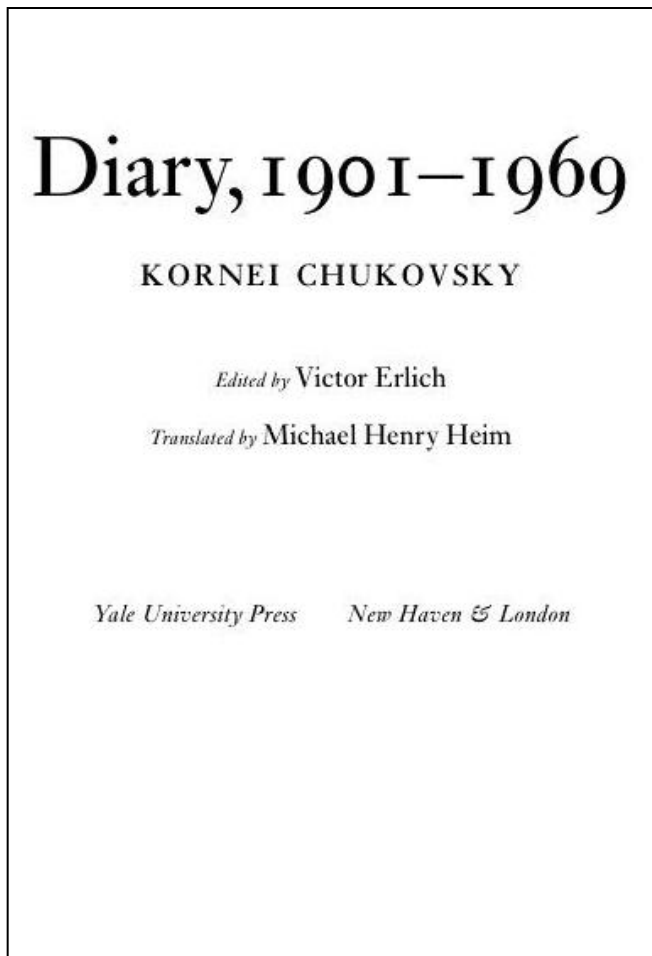 Diary, 1901–1969
KORNEI CHUKOVSKY
Edited by Victor Erlich
Translated by Michael Henry Heim
Yale University Press New Haven & London